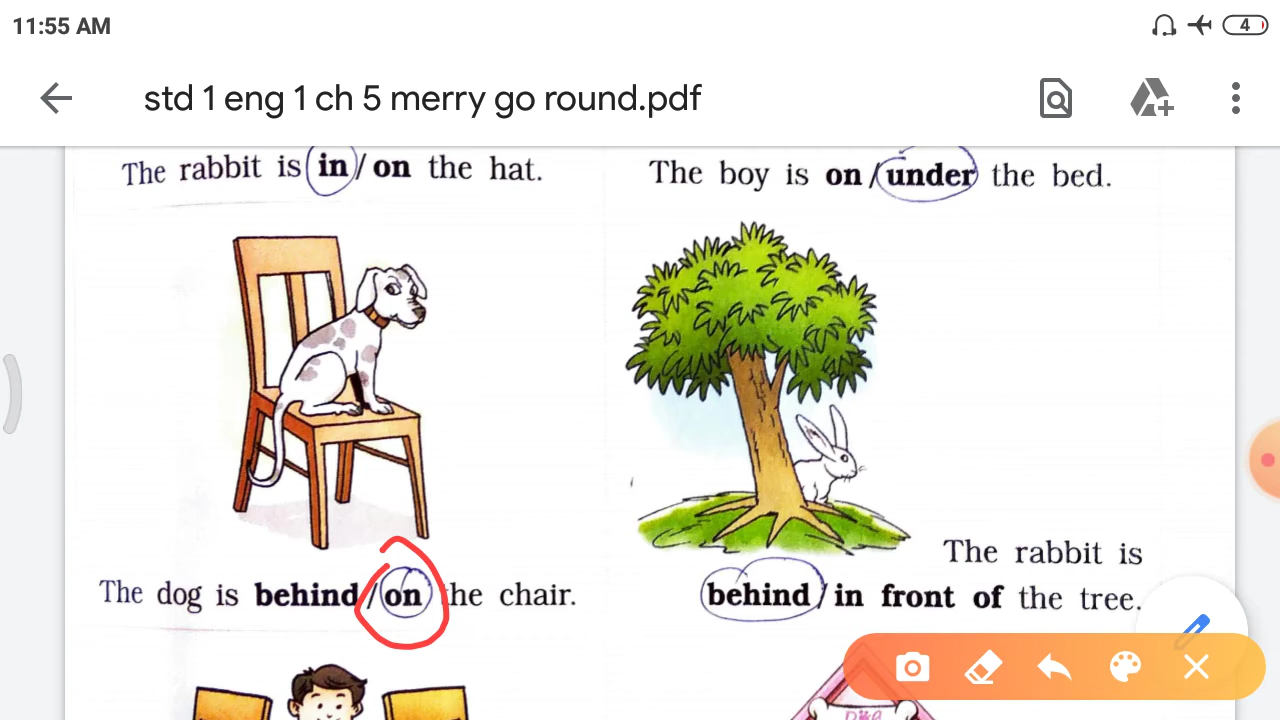 11:55 AM
4
std 1 eng 1 ch 5 merry go round.pdf
The rabbit is in / on the hat.
The boy is on / under the bed.
The dog is behind / on the chair.
The rabbit is
behind / in front of the tree.